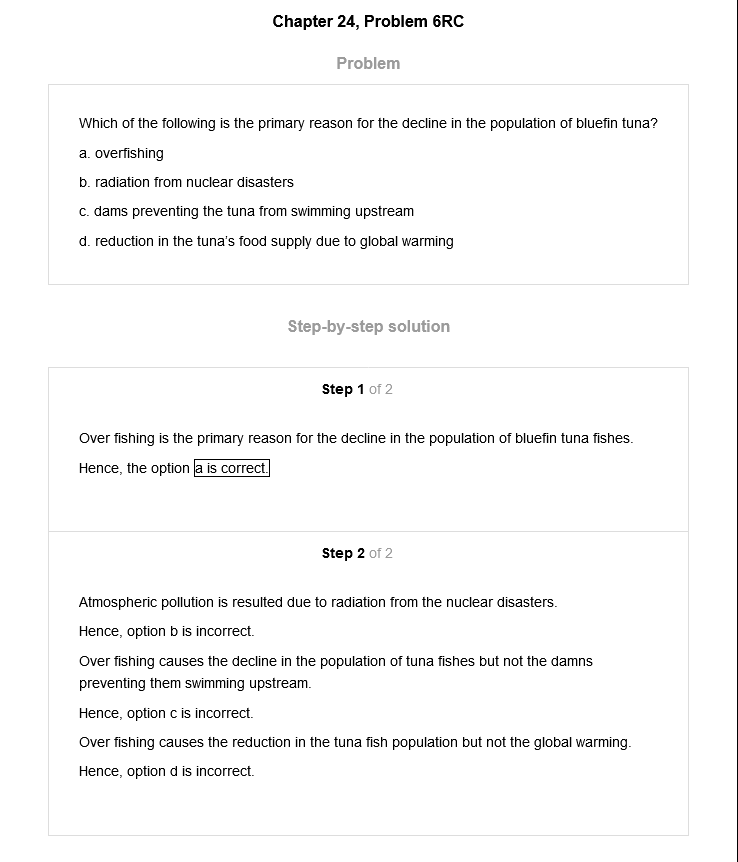 Chapter 24, Problem 6RC
Problem
Which of the following is the primary reason for the decline in the population of bluefin tuna?
a. overfishing
b. radiation from nuclear disasters
c. dams preventing the tuna from swimming upstream
d. reduction in the tuna's food supply due to global warming
Step-by-step solution
Step 1 of 2
Over fishing is the primary reason for the decline in the population of bluefin tuna fishes.
Hence, the option a is correct.
Step 2 of 2
Atmospheric pollution is resulted due to radiation from the nuclear disasters.
Hence, option b is incorrect.
Over fishing causes the decline in the population of tuna fishes but not the damns
preventing them swimming upstream.
Hence, option c is incorrect.
Over fishing causes the reduction in the tuna fish population but not the global warming.
Hence, option d is incorrect.